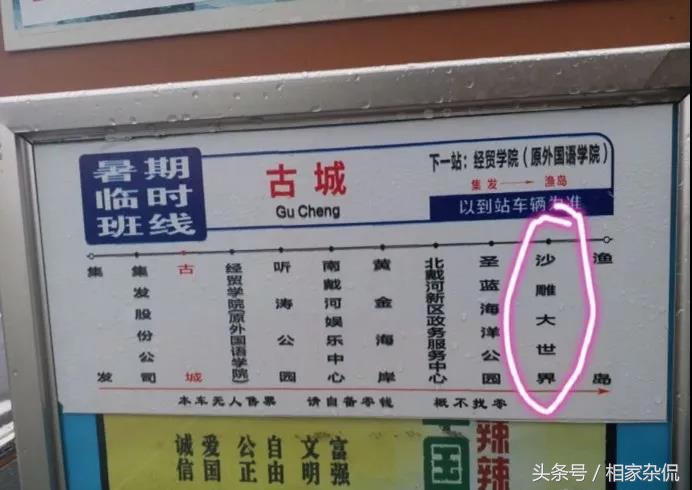 暑期
临时
班线
古城
Gu Cheng
下一站：经贸学院（原外国语学院）
集发 渔岛
以到站车辆为准
集发
集发股份公司
古城
经贸学院(原外国语学院)
听涛公园
南戴河娱乐中心
黄金海岸
北戴河新区政务服务中心
圣蓝海洋公园
沙雕大世界
渔岛
本车无人售票 请自备零钱 概不找零
诚信 爱国 公正 自由 文明 富强
国
辣辣
头条号／相家杂侃